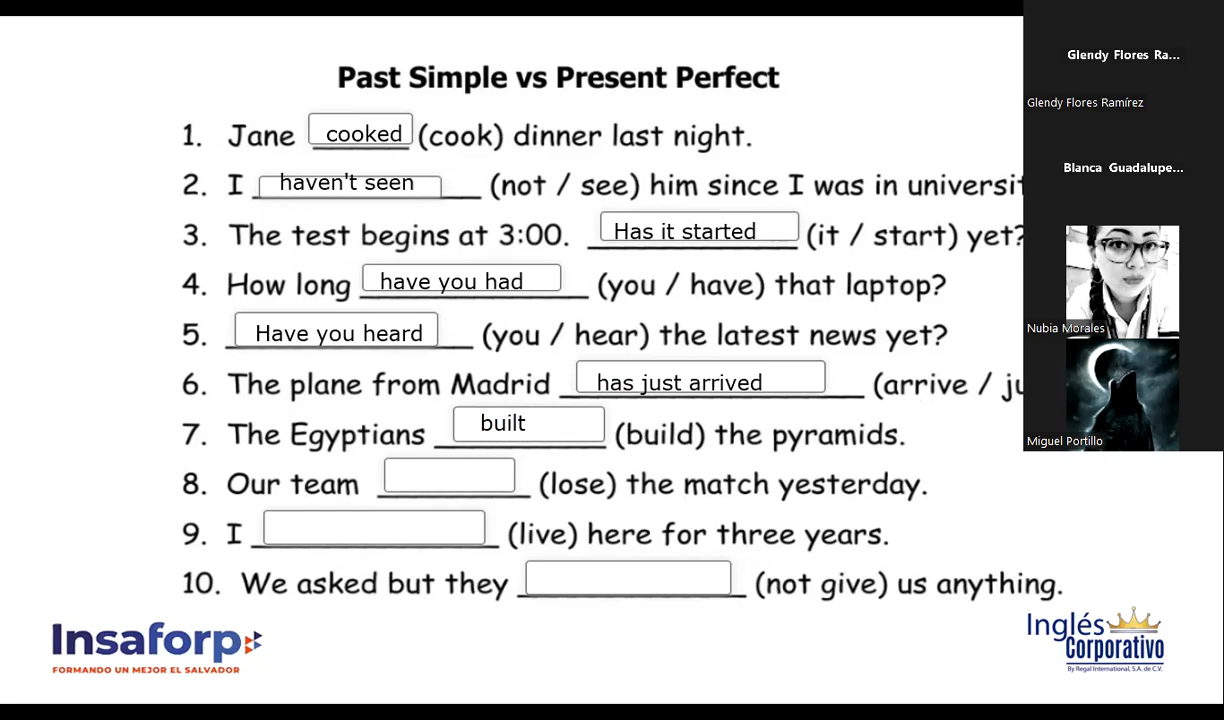 Past Simple vs Present Perfect
1. Jane cooked (cook) dinner last night.
2. I haven't seen (not / see) him since I was in universit
3. The test begins at 3:00. Has it started (it / start) yet?
4. How long have you had (you / have) that laptop?
5. Have you heard (you / hear) the latest news yet?
6. The plane from Madrid has just arrived (arrive / ju
7. The Egyptians built (build) the pyramids.
8. Our team (lose) the match yesterday.
9. I (live) here for three years.
10. We asked but they (not give) us anything.
Insaforp
FORMANDO UN MEJOR EL SALVADOR
Inglés
Corporativo
By Regal International, S.A. de C.V.
Glendy Flores Ra...
Glendy Flores Ramírez
Blanca Guadalupe...
Nubia Morales
Miguel Portillo